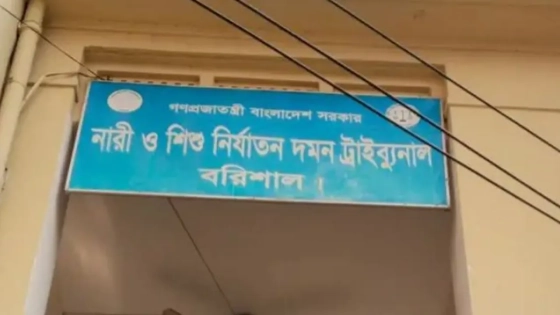 গণপ্রজাতন্ত্রী বাংলাদেশ সরকার
নারী ও শিশু নির্যাতন দমন ট্রাইব্যুনাল
বরিশাল।